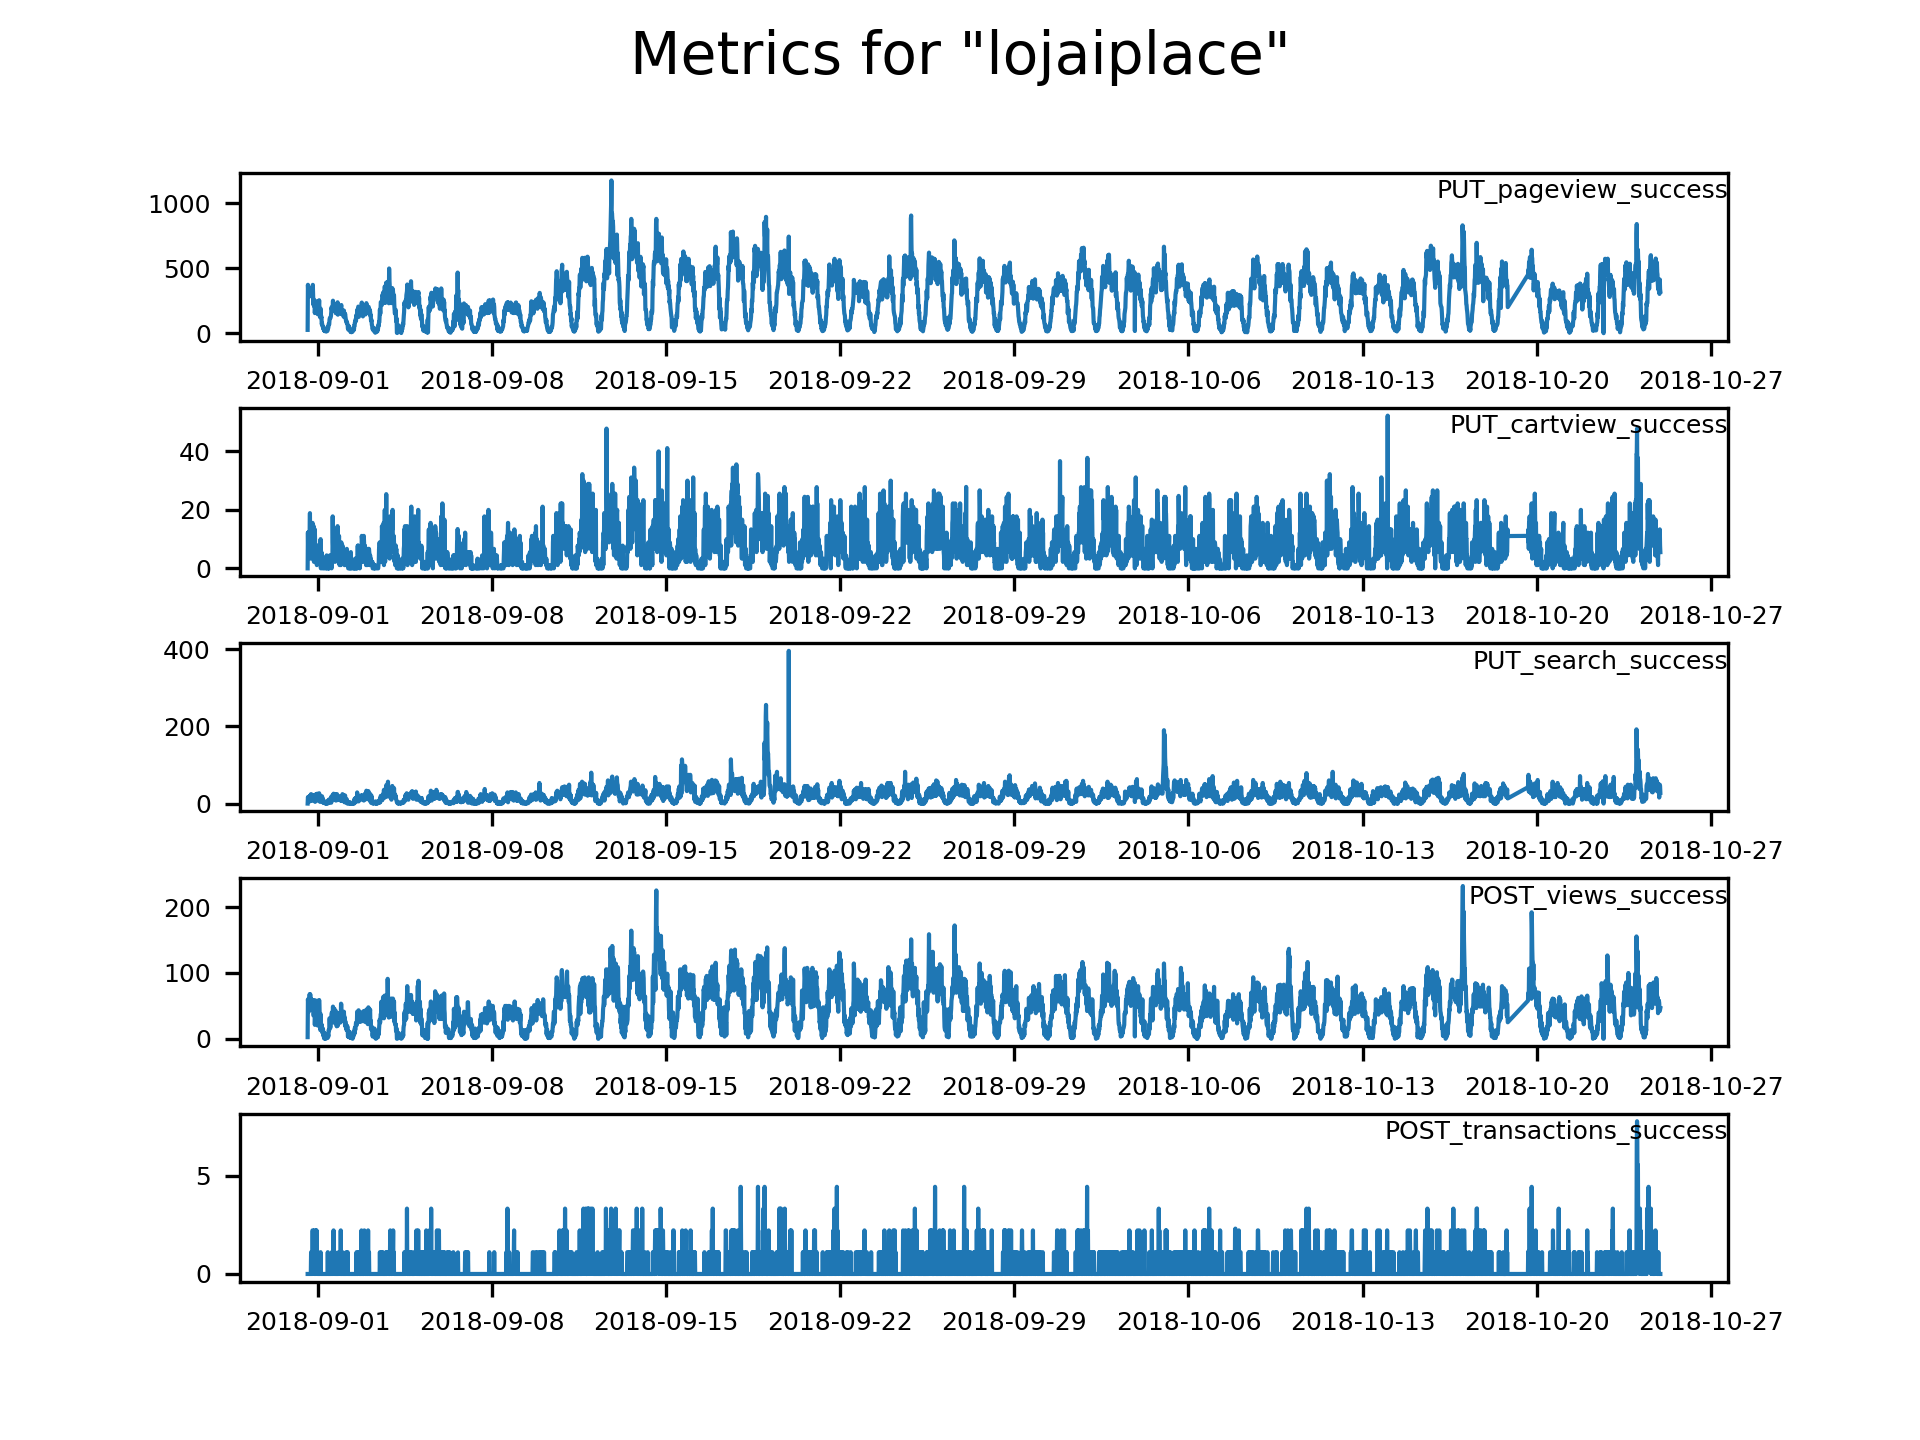 Metrics for "lojaiplace"
PUT_pageview_success
1000
500
0
2018-09-01 2018-09-08 2018-09-15 2018-09-22 2018-09-29 2018-10-06 2018-10-13 2018-10-20 2018-10-27
PUT_cartview_success
40
20
0
2018-09-01 2018-09-08 2018-09-15 2018-09-22 2018-09-29 2018-10-06 2018-10-13 2018-10-20 2018-10-27
400
PUT_search_success
200
0
2018-09-01 2018-09-08 2018-09-15 2018-09-22 2018-09-29 2018-10-06 2018-10-13 2018-10-20 2018-10-27
POST_views_success
200
100
0
2018-09-01 2018-09-08 2018-09-15 2018-09-22 2018-09-29 2018-10-06 2018-10-13 2018-10-20 2018-10-27
POST_transactions_success
5
0
2018-09-01 2018-09-08 2018-09-15 2018-09-22 2018-09-29 2018-10-06 2018-10-13 2018-10-20 2018-10-27